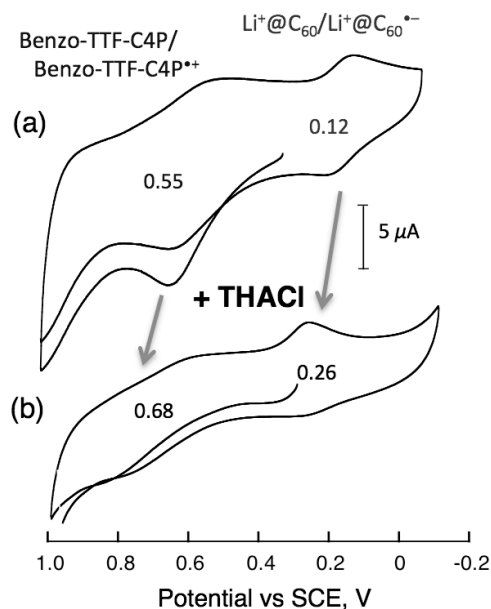 Benzo-TTF-C4P/
Benzo-TTF-C4P•+
Li+@C60/Li+@C60•−
(a)
0.12
0.55
5 μA
+ THACl
0.26
(b)
0.68
1.0 0.8 0.6 0.4 0.2 0 -0.2
Potential vs SCE, V